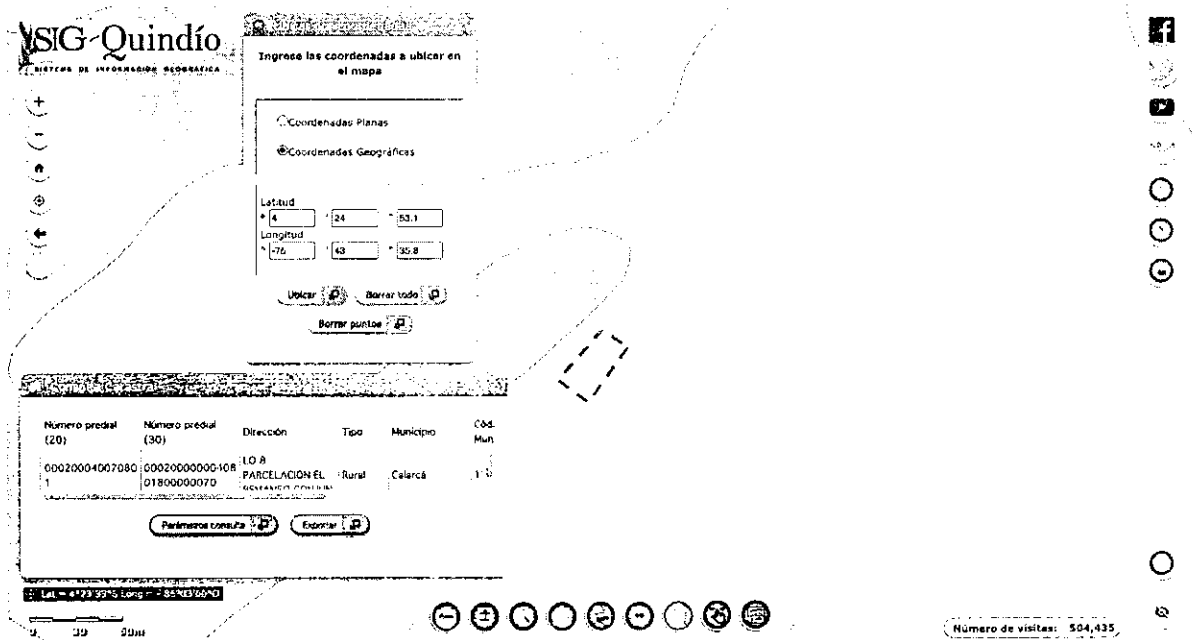 SIG-Quindío
SISTEMA DE INFORMACIÓN GEOGRÁFICA
Ingrese las coordenadas a ubicar en
el mapa
Coordenadas Planas
Coordenadas Geográficas
Latitud
° 4 ' 24 " 53.1
Longitud
° -76 ' 43 " 35.8
Ubicar
Borrar todo
Borrar puntos
Número predial (20)
Número predial (30)
Dirección
Tipo
Municipio
Cód. Mun
00020004007080
1
01800000070
LO 8
PARCELACION EL
Rural
Calarcá
Parámetros consulta
Exportar
Número de visitas: 504,435